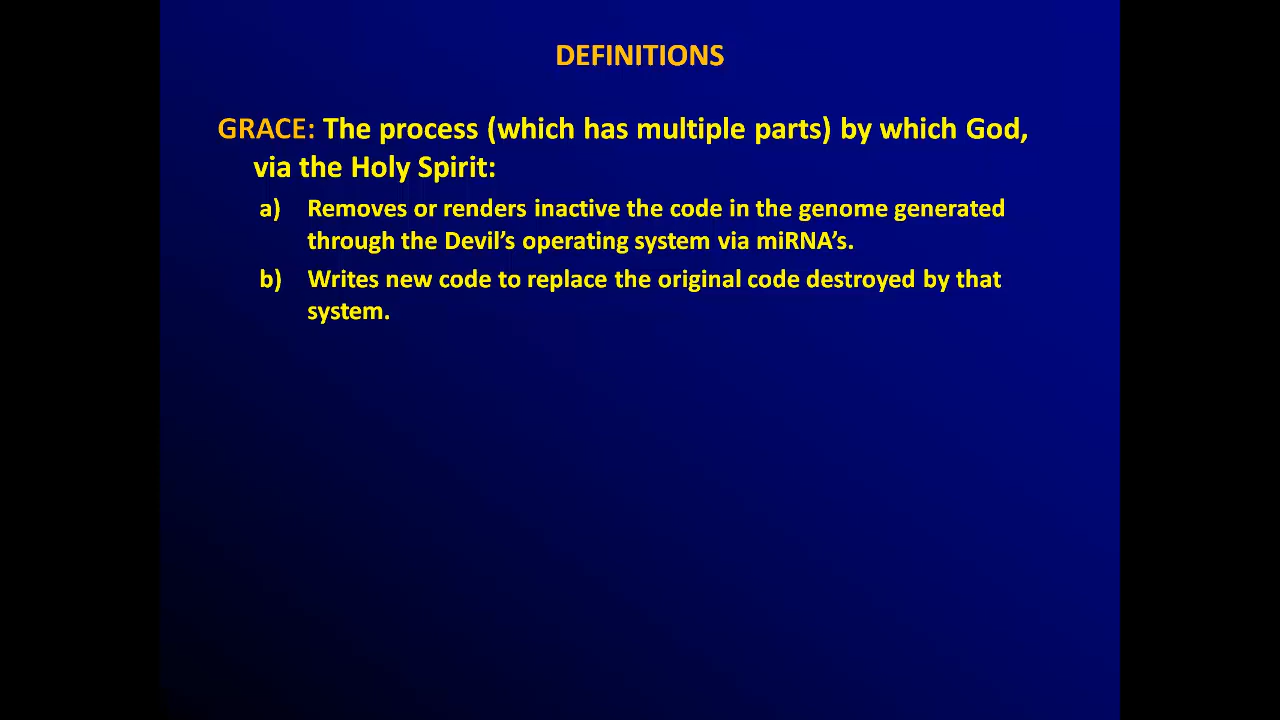 DEFINITIONS
GRACE: The process (which has multiple parts) by which God,
via the Holy Spirit:
a) Removes or renders inactive the code in the genome generated
through the Devil’s operating system via miRNA’s.
b) Writes new code to replace the original code destroyed by that
system.